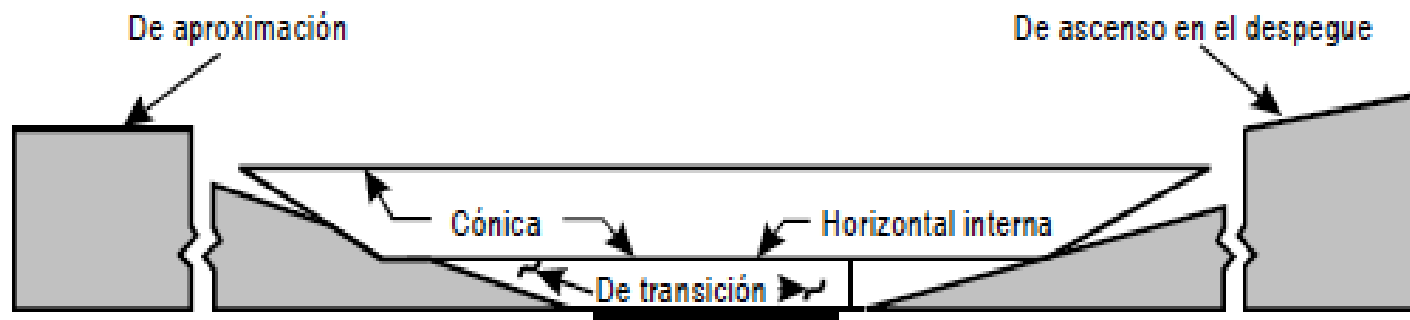 De aproximación
De ascenso en el despegue
Cónica
Horizontal interna
De transición